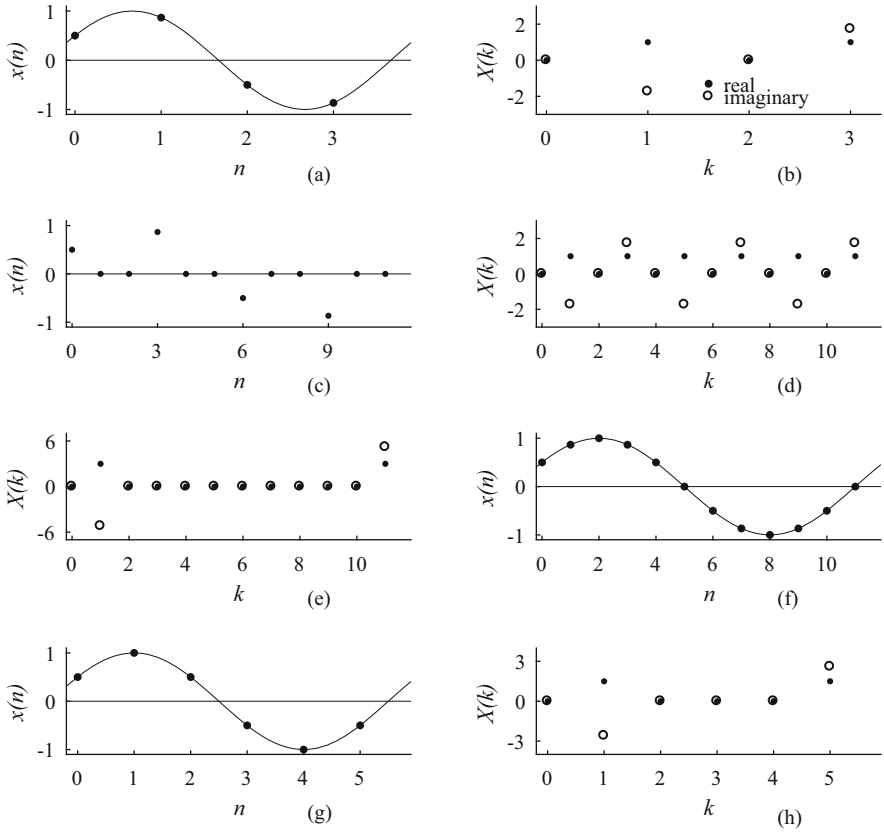 x(n)
1
0
-1
0 1 2 3
n (a)
X(k)
2
0
-2
real
imaginary
0 1 2 3
k (b)
x(n)
1
0
-1
0 3 6 9
n (c)
X(k)
2
0
-2
0 2 4 6 8 10
k (d)
X(k)
6
0
-6
0 2 4 6 8 10
k (e)
x(n)
1
0
-1
0 2 4 6 8 10
n (f)
x(n)
1
0
-1
0 1 2 3 4 5
n (g)
X(k)
3
0
-3
0 1 2 3 4 5
k (h)